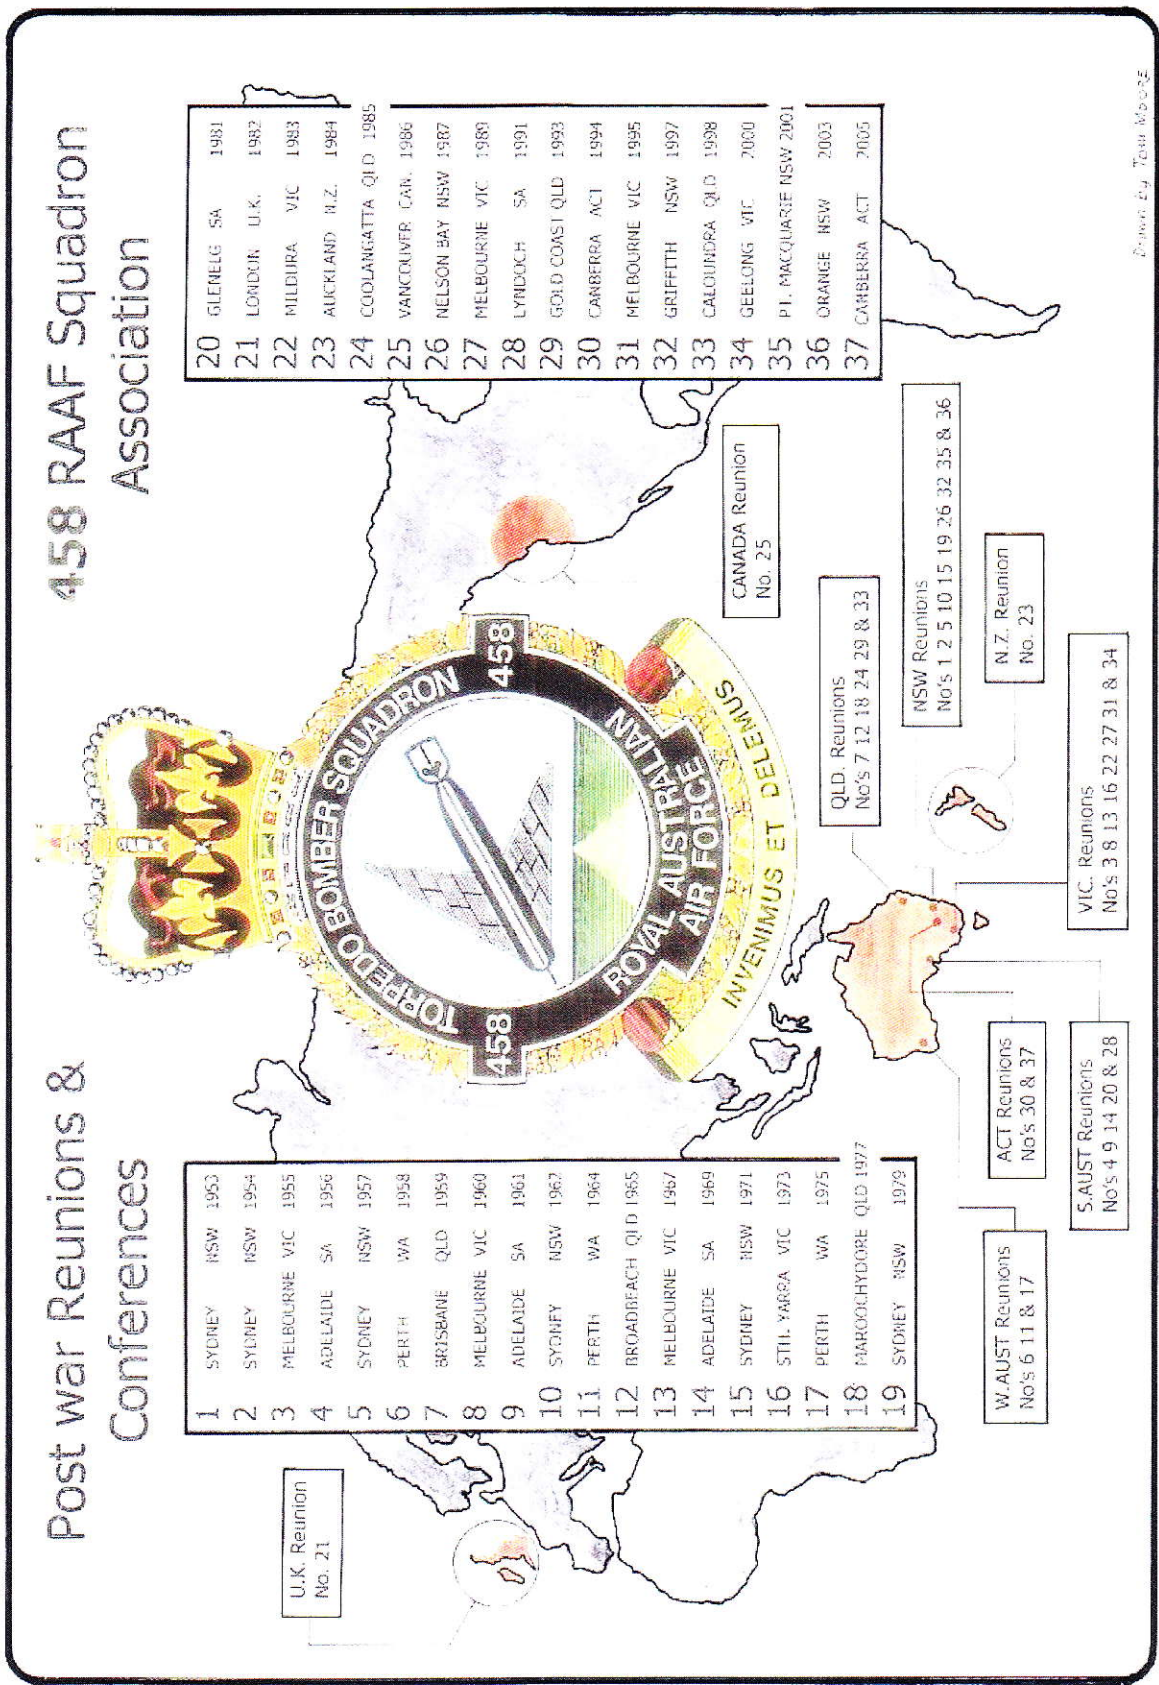 Post war Reunions &
Conferences
458 RAAF Squadron
Association
1 SYDNEY NSW 1953
2 SYDNEY NSW 1954
3 MELBOURNE VIC 1955
4 ADELAIDE SA 1956
5 SYDNEY NSW 1957
6 PERTH WA 1958
7 BRISBANE QLD 1959
8 MELBOURNE VIC 1960
9 ADELAIDE SA 1961
10 SYDNEY NSW 1962
11 PERTH WA 1964
12 BROADBEACH QLD 1965
13 MELBOURNE VIC 1967
14 ADELAIDE SA 1969
15 SYDNEY NSW 1971
16 STH. YARRA VIC 1973
17 PERTH WA 1975
18 MAROOCHYDORE QLD 1977
19 SYDNEY NSW 1979
20 GLENELG SA 1981
21 LONDON U.K. 1982
22 MILDURA VIC 1983
23 AUCKLAND N.Z. 1984
24 COOLANGATTA QLD 1985
25 VANCOUVER CAN. 1986
26 NELSON BAY NSW 1987
27 MELBOURNE VIC 1989
28 LYNDOCH SA 1991
29 GOLD COAST QLD 1993
30 CANBERRA ACT 1994
31 MELBOURNE VIC 1995
32 GRIFFITH NSW 1997
33 CALOUNDRA QLD 1998
34 GEELONG VIC 2000
35 PT. MACQUARIE NSW 2001
36 ORANGE NSW 2003
37 CANBERRA ACT 2005
TORPEDO BOMBER SQUADRON
458
458
ROYAL AUSTRALIAN
AIR FORCE
INVENIMUS ET DELEMUS
U.K. Reunion
No. 21
CANADA Reunion
No. 25
QLD. Reunions
No's 7 12 18 24 29 & 33
NSW Reunions
No's 1 2 5 10 15 19 26 32 35 & 36
N.Z. Reunion
No. 23
VIC. Reunions
No's 3 8 13 16 22 27 31 & 34
ACT Reunions
No's 30 & 37
S.AUST Reunions
No's 4 9 14 20 & 28
W.AUST Reunions
No's 6 11 & 17
Drawn By Tom Moore